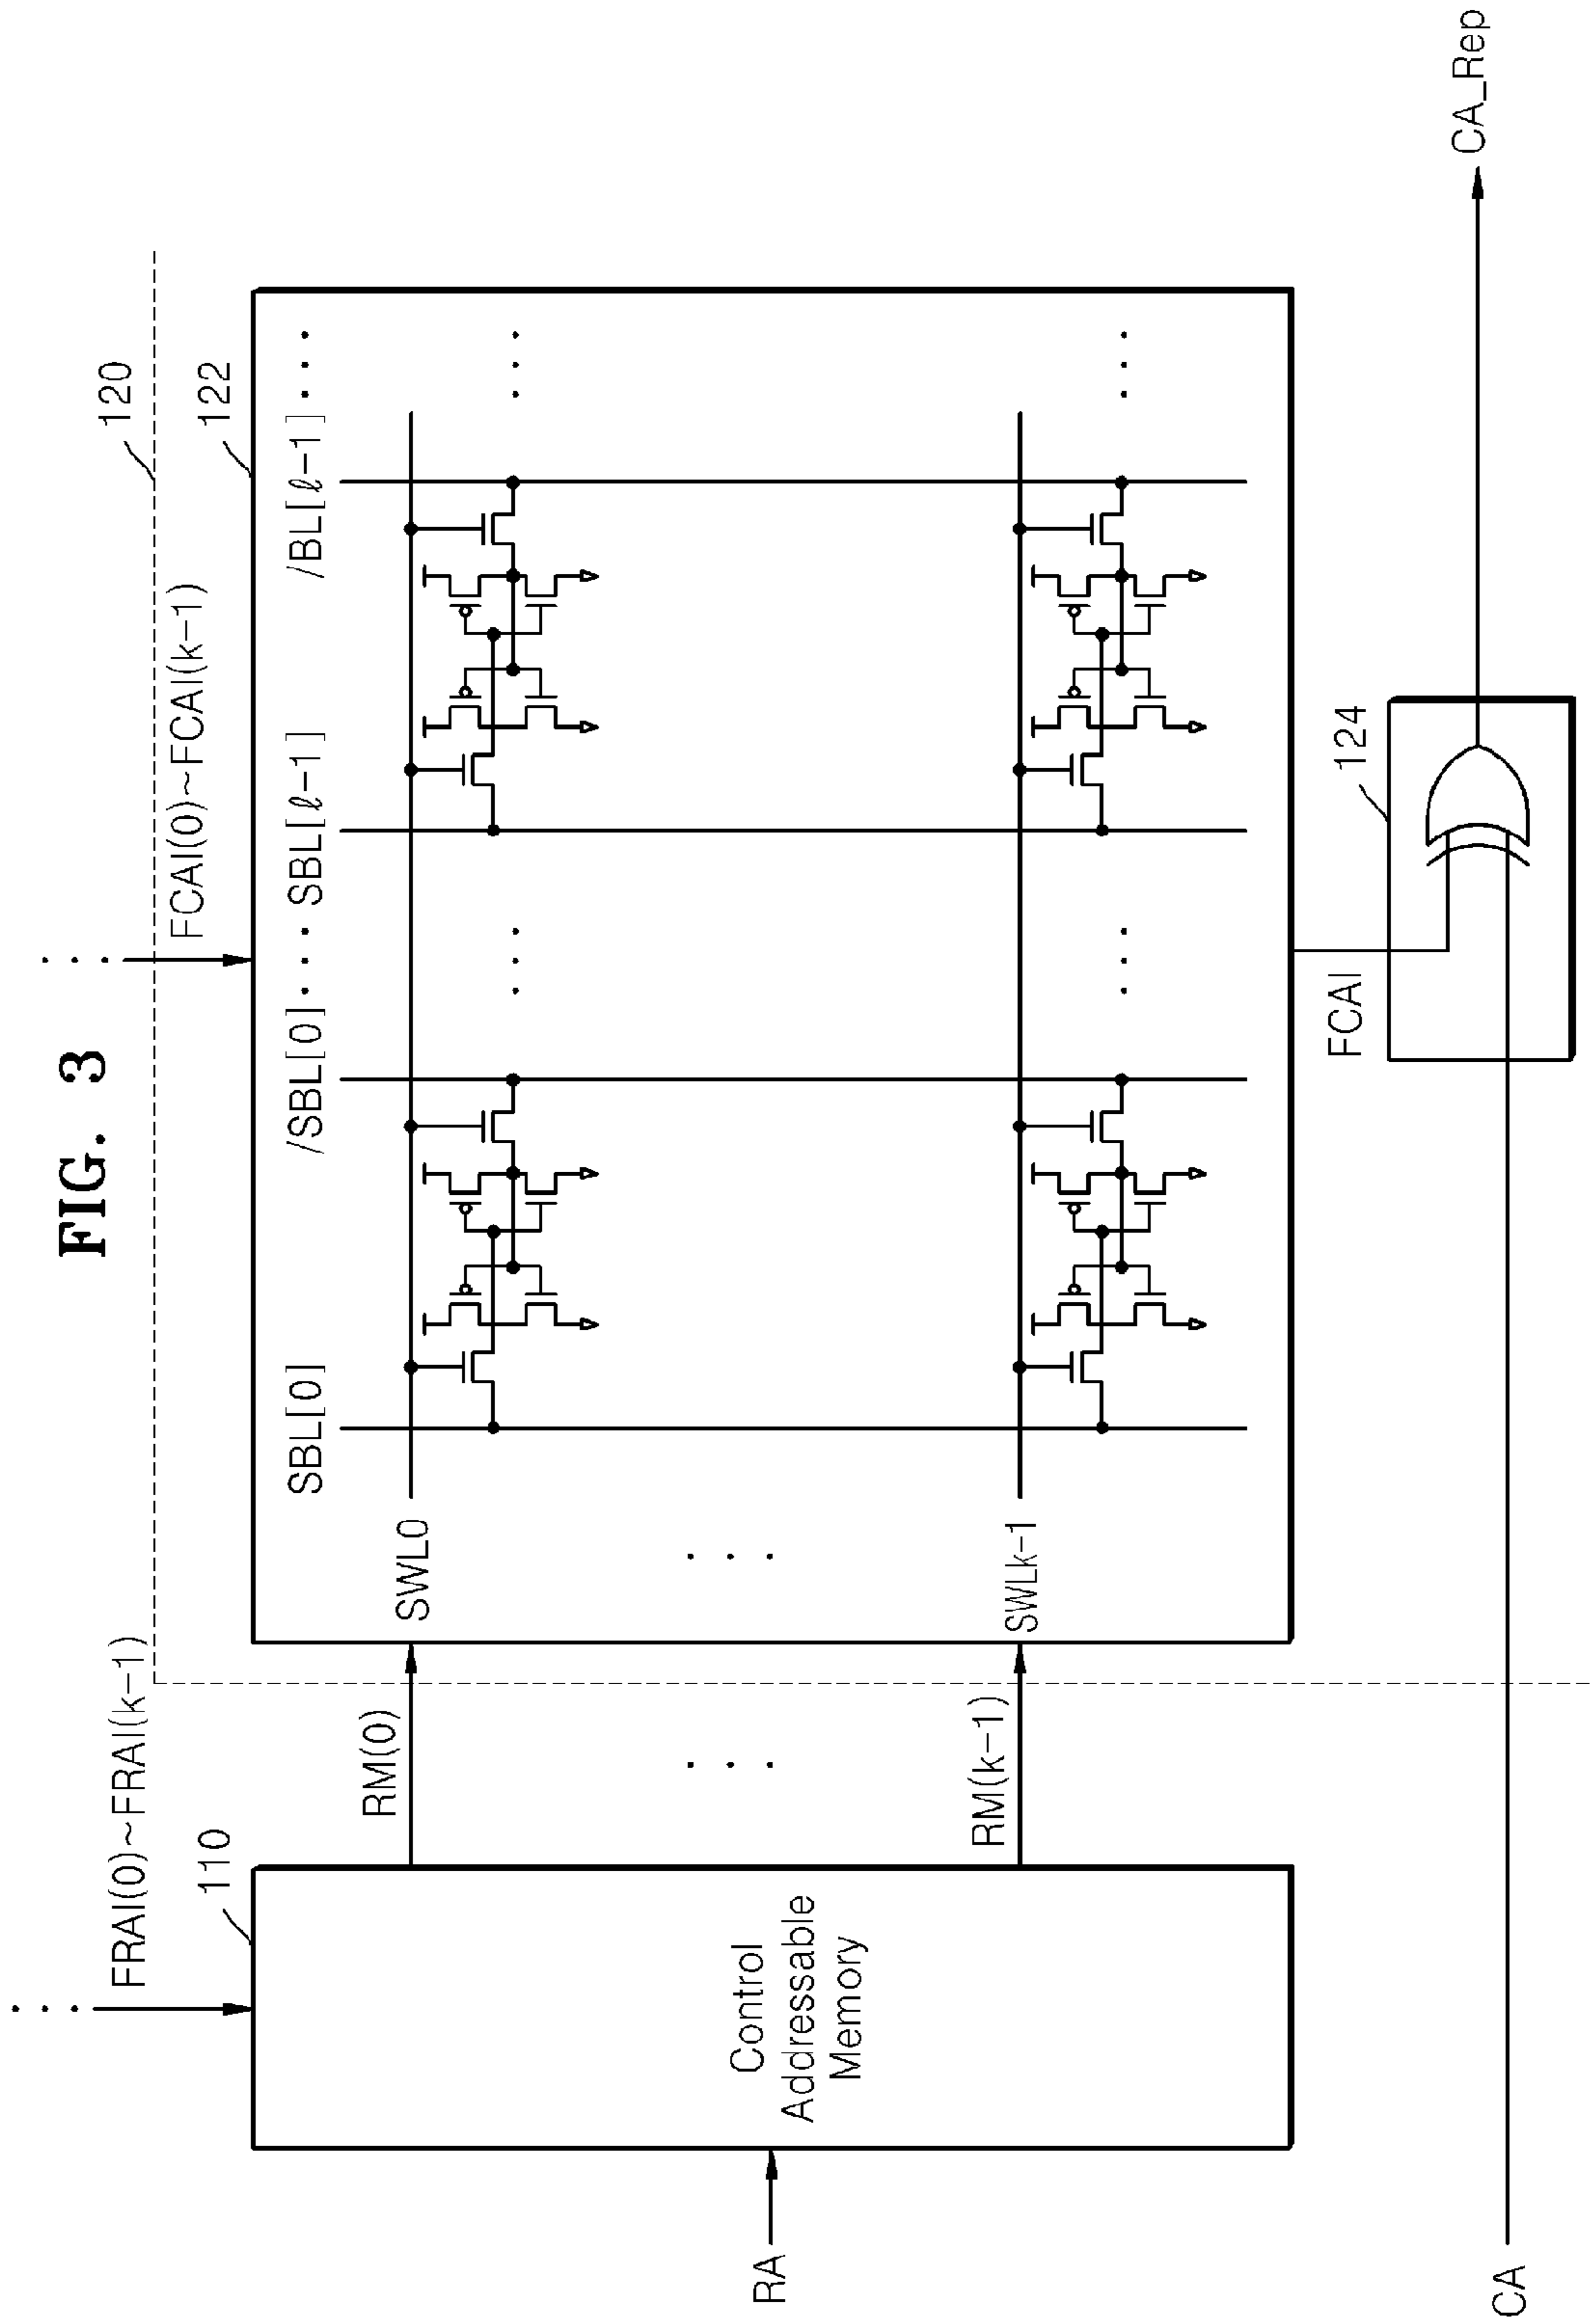 FIG. 3
FRAI(0)~FRAI(k-1)
FCAI(0)~FCAI(k-1)
120
110
122
SBL[0]
/SBL[0]
SBL[ℓ-1]
/BL[ℓ-1]
RM(0)
SWL0
RA
Control
Addressable
Memory
RM(k-1)
SWLk-1
FCAI
124
CA
CA_Rep